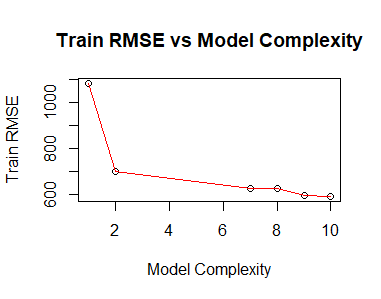 Train RMSE vs Model Complexity
Train RMSE
1000
800
600
2 4 6 8 10
Model Complexity